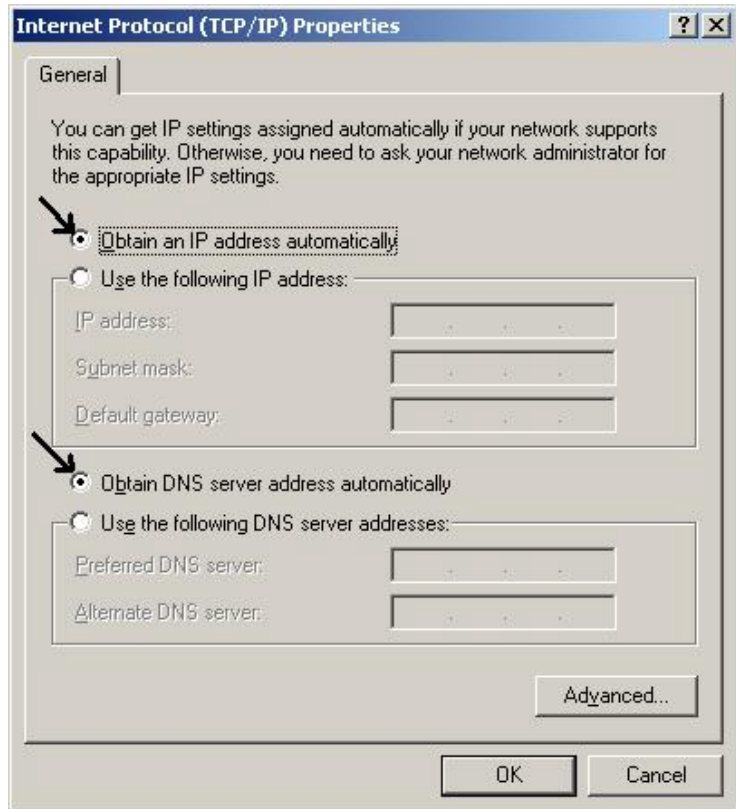 Internet Protocol (TCP/IP) Properties
General
You can get IP settings assigned automatically if your network supports
this capability. Otherwise, you need to ask your network administrator for
the appropriate IP settings.
Obtain an IP address automatically
Use the following IP address:
IP address:
Subnet mask:
Default gateway:
Obtain DNS server address automatically
Use the following DNS server addresses:
Preferred DNS server:
Alternate DNS server:
Advanced...
OK Cancel